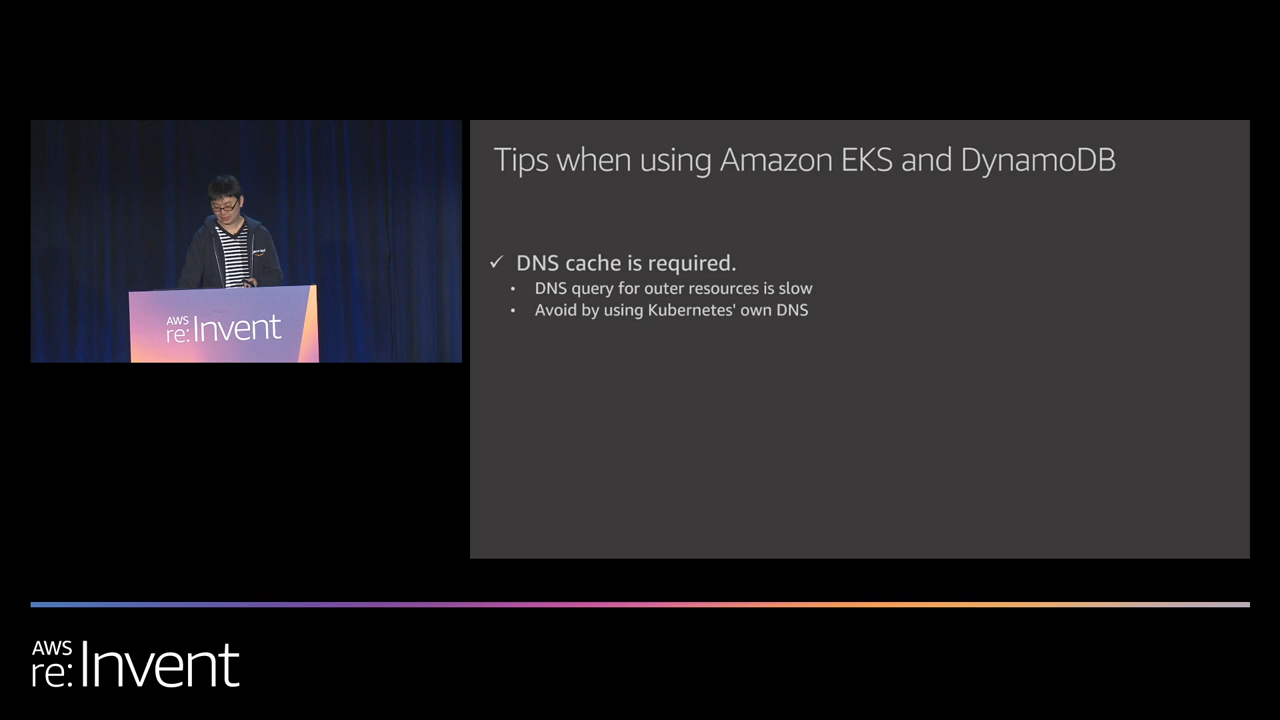 Tips when using Amazon EKS and DynamoDB
✓ DNS cache is required.
• DNS query for outer resources is slow
• Avoid by using Kubernetes' own DNS
AWS
re:Invent
AWS
re:Invent